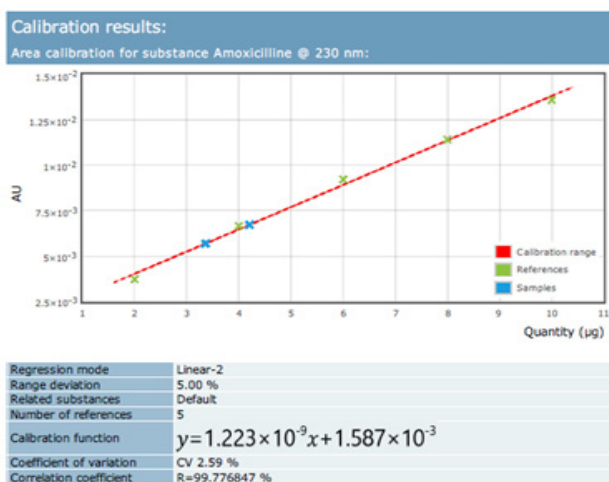 Calibration results:
Area calibration for substance Amoxicilline @ 230 nm:
1.5×10⁻²
1.25×10⁻²
1×10⁻²
7.5×10⁻³
5×10⁻³
2.5×10⁻³
AU
1 2 3 4 5 6 7 8 9 10 11
Quantity (µg)
Calibration range
References
Samples
Regression mode Linear-2
Range deviation 5.00 %
Related substances Default
Number of references 5
Calibration function y=1.223×10⁻⁹x+1.587×10⁻³
Coefficient of variation CV 2.59 %
Correlation coefficient R=99.776847 %